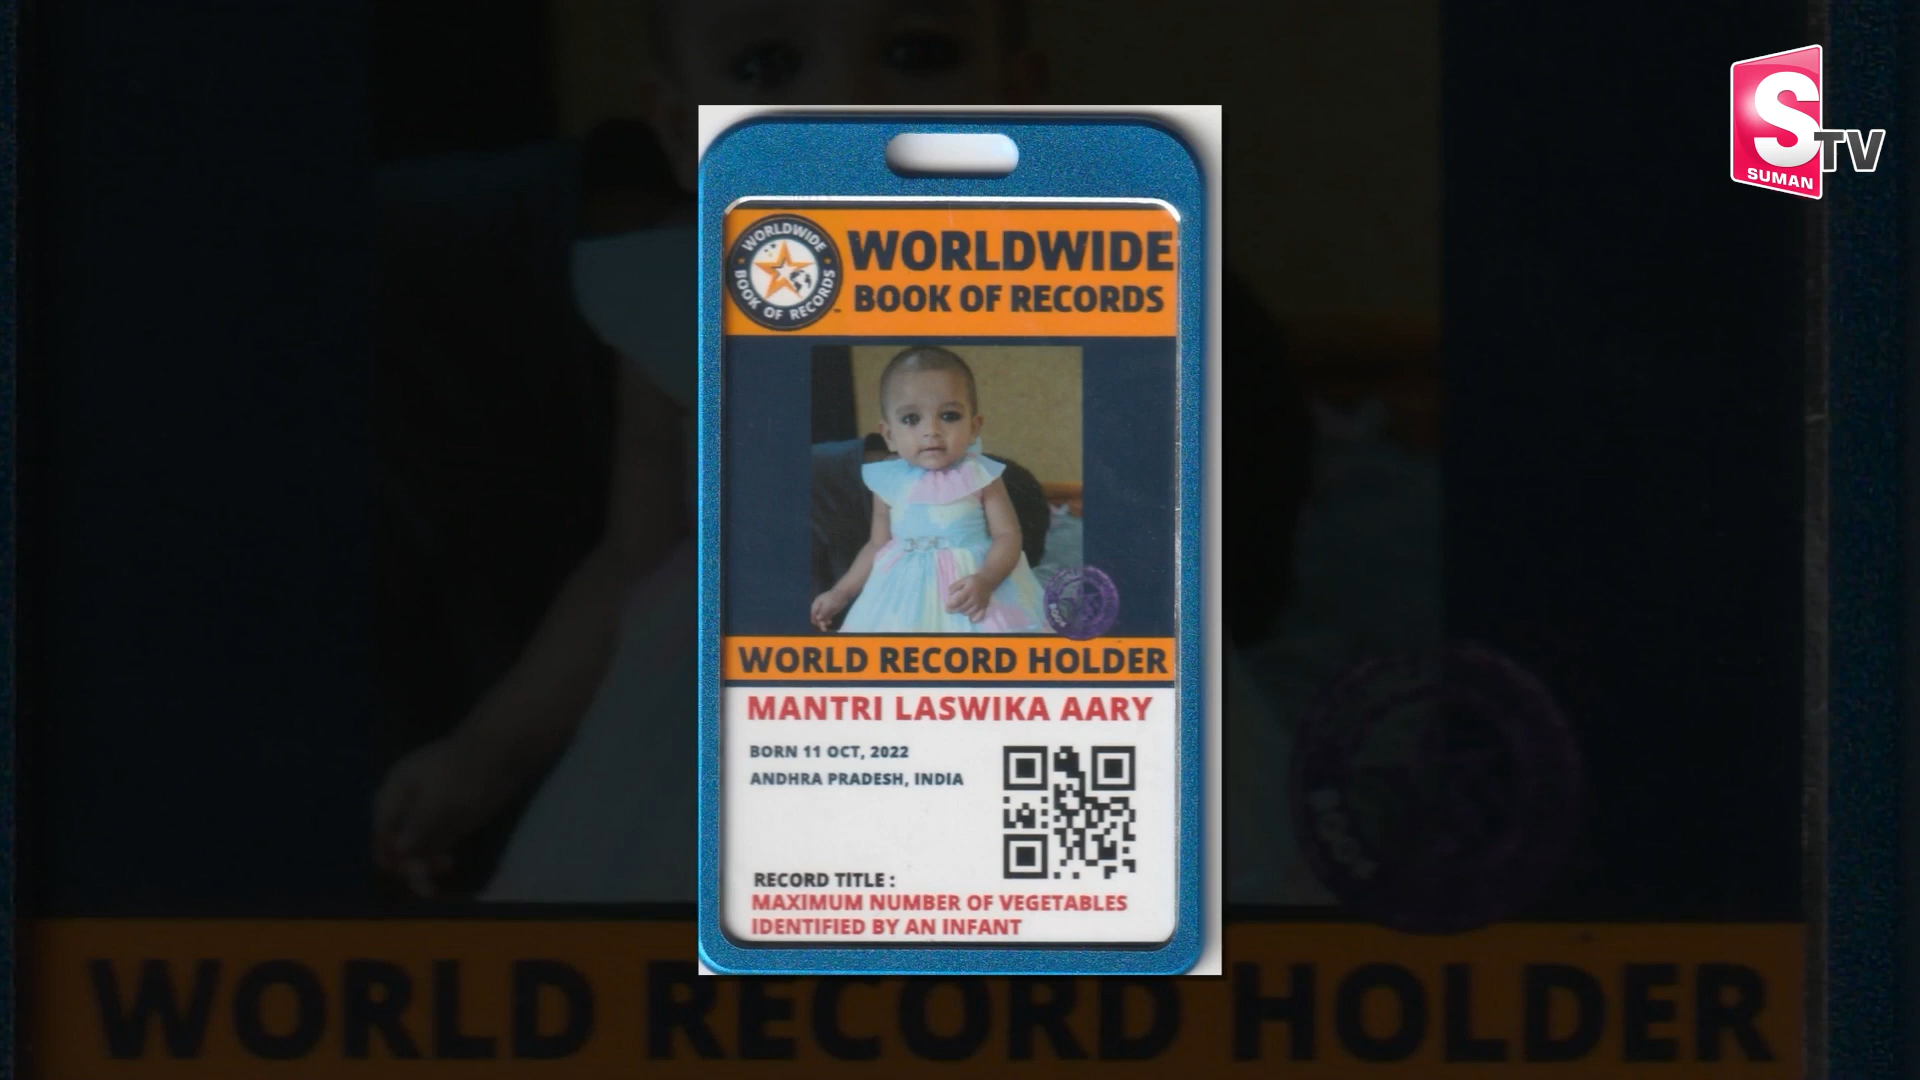 S
TV
SUMAN
WORLDWIDE
BOOK OF RECORDS
WORLDWIDE
BOOK OF RECORDS
WORLD RECORD HOLDER
MANTRI LASWIKA AARY
BORN 11 OCT, 2022
ANDHRA PRADESH, INDIA
RECORD TITLE :
MAXIMUM NUMBER OF VEGETABLES
IDENTIFIED BY AN INFANT
WORLD RECORD HOLDER